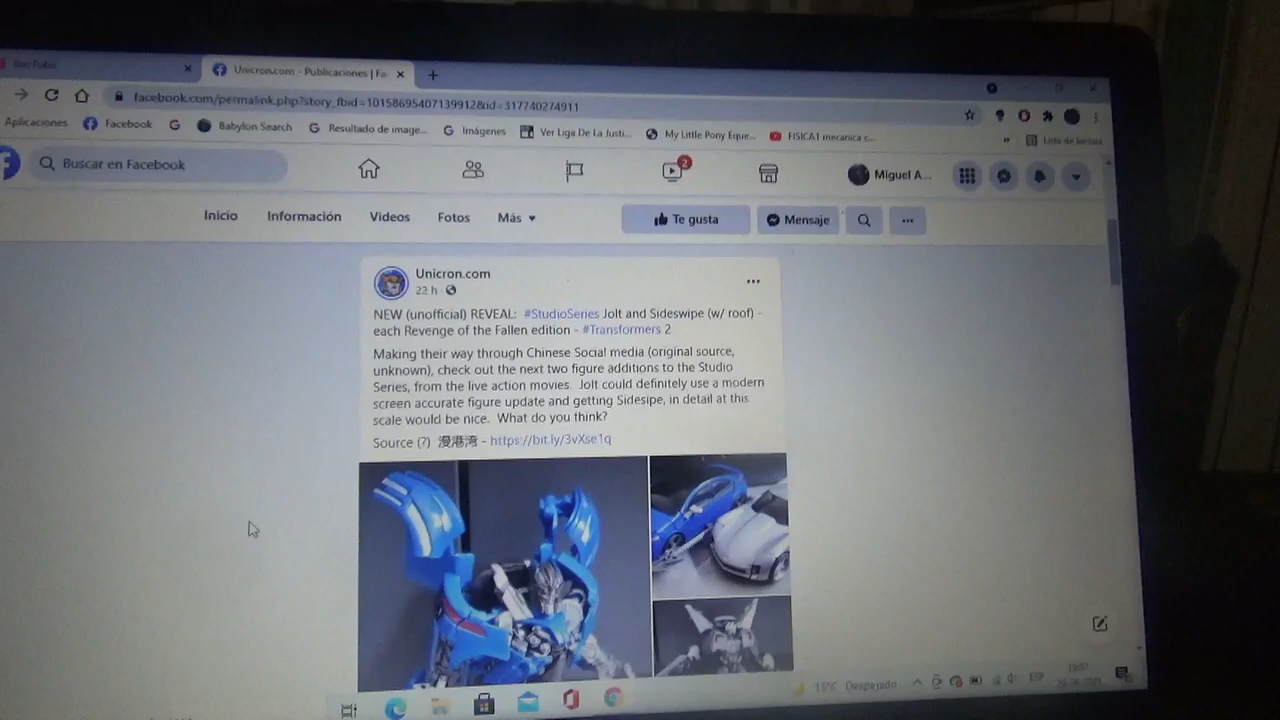 YouTube
Unicron.com - Publicaciones | Fa
facebook.com/permalink.php?story_fbid=10158695407139912&id=317740274911
Aplicaciones Facebook Babylon Search Resultado de image... Imágenes Ver Liga De La Justi... My Little Pony Eque... FISICA1 mecanica c... Lista de lectura
Buscar en Facebook
2
Miguel A...
Inicio Información Videos Fotos Más Te gusta Mensaje
Unicron.com
22 h
NEW (unofficial) REVEAL: #StudioSeries Jolt and Sideswipe (w/ roof) -
each Revenge of the Fallen edition - #Transformers 2
Making their way through Chinese Social media (original source,
unknown), check out the next two figure additions to the Studio
Series, from the live action movies. Jolt could definitely use a modern
screen accurate figure update and getting Sidesipe, in detail at this
scale would be nice. What do you think?
Source (?) 漫港湾 - https://bit.ly/3vXse1q
15°C Despejado
ESP